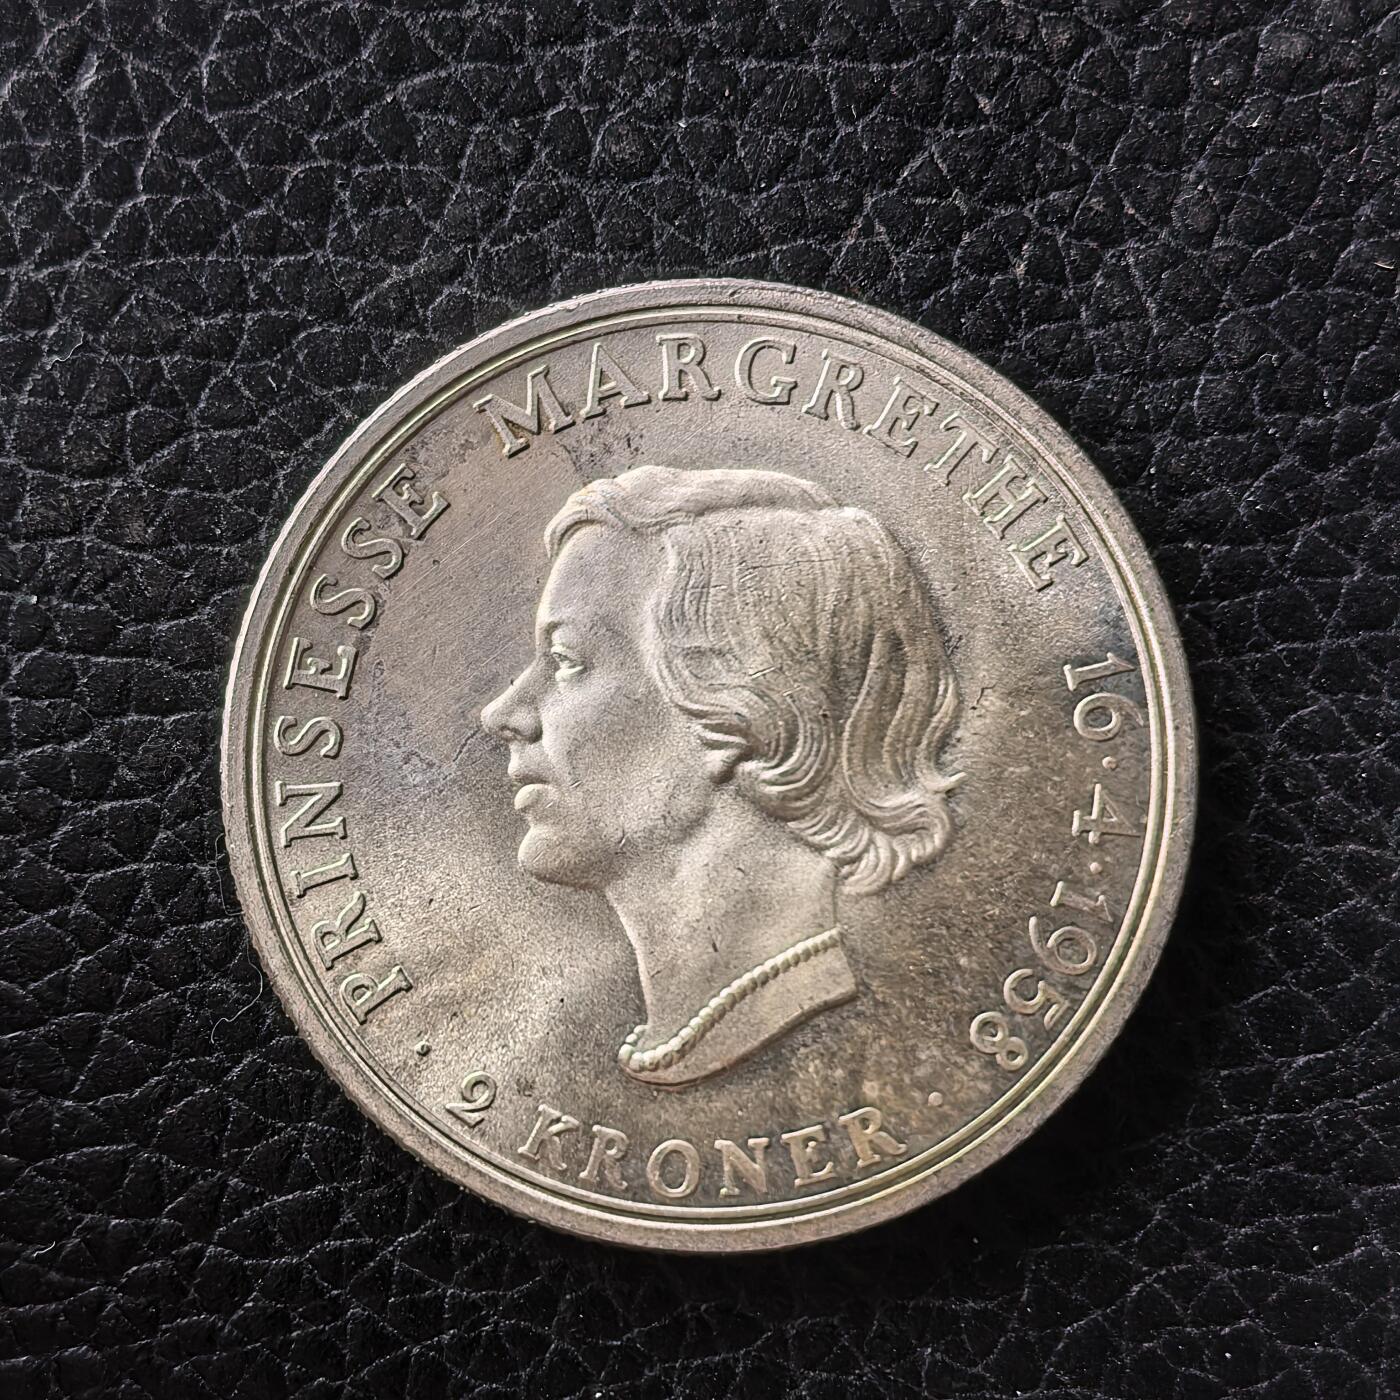 PRINSESSE MARGRETHE 16·4·1958
· 2 KRONER ·